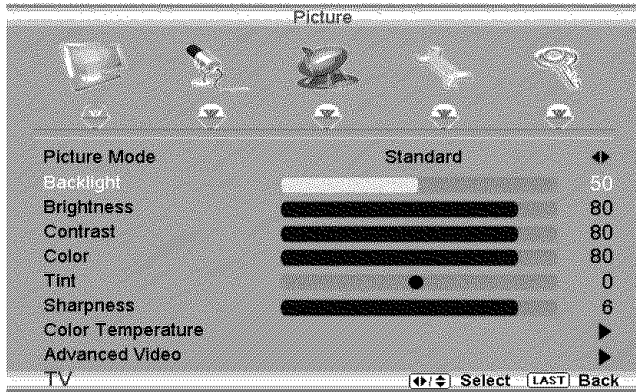 Picture
Picture Mode Standard
Backlight 50
Brightness 80
Contrast 80
Color 80
Tint 0
Sharpness 6
Color Temperature
Advanced Video
TV Select LAST Back